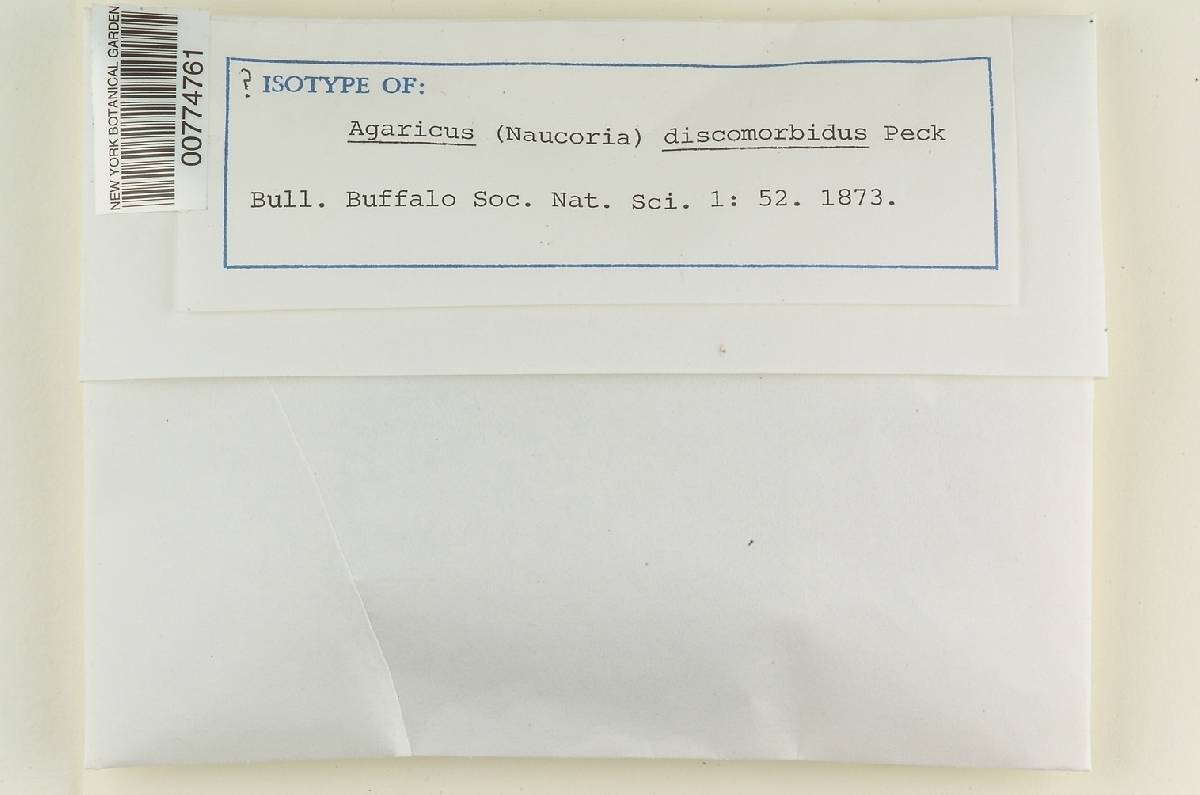 NEW YORK BOTANICAL GARDEN
00774761
? ISOTYPE OF:
Agaricus (Naucoria) discomorbidus Peck
Bull. Buffalo Soc. Nat. Sci. 1: 52. 1873.